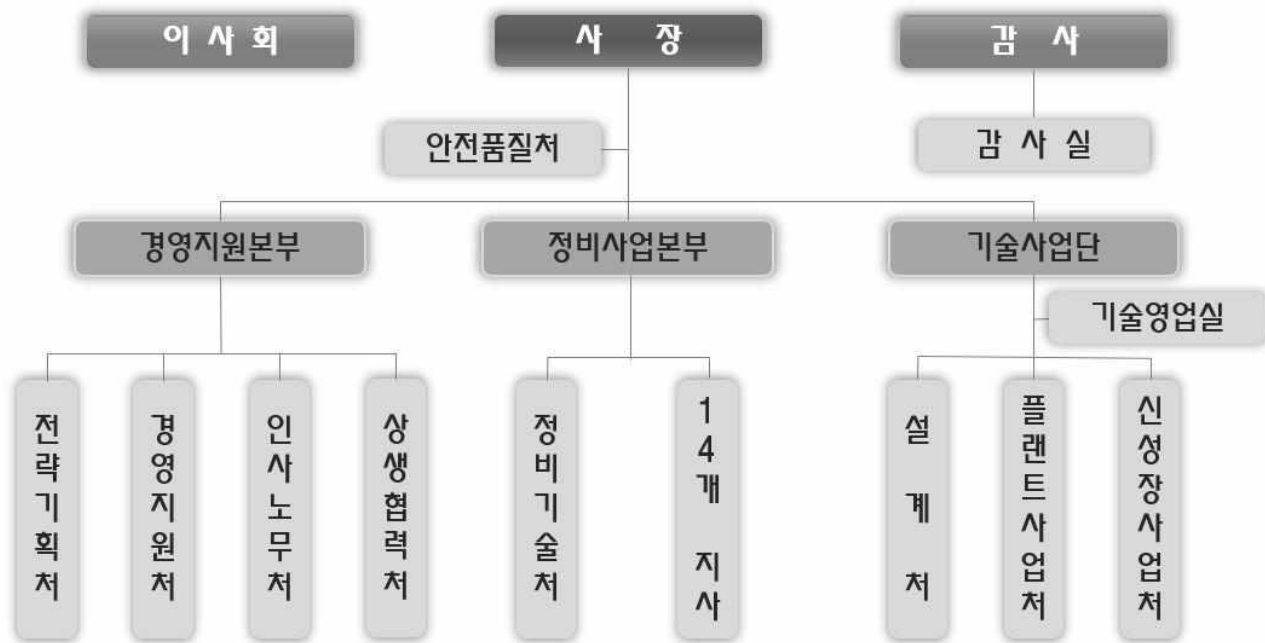 이 사 회
사 장
감 사
안전품질처
감 사 실
경영지원본부
정비사업본부
기술사업단
기술영업실
전략기획처
경영지원처
인사노무처
상생협력처
정비기술처
14개 지사
설 계 처
플랜트사업처
신성장사업처